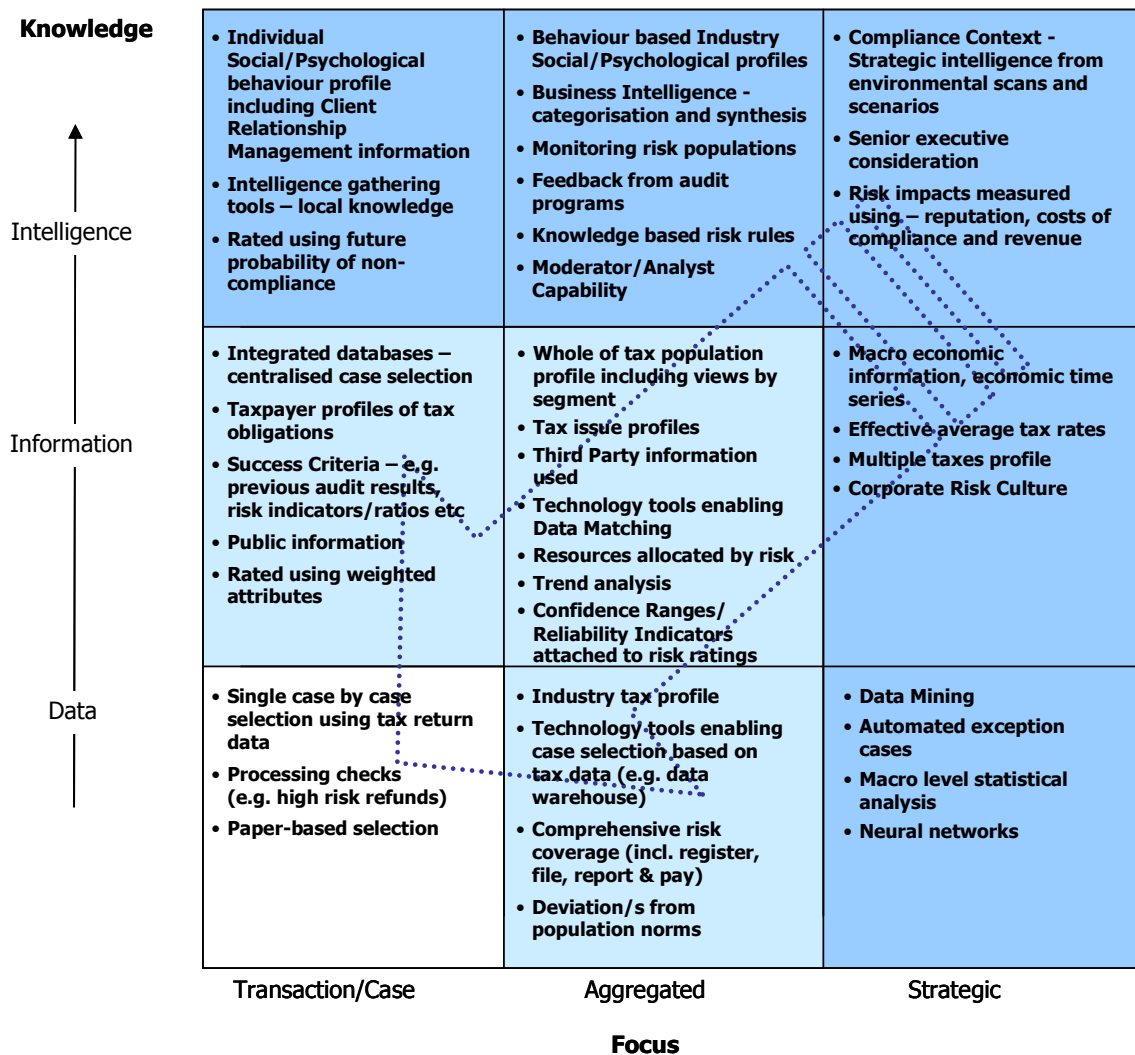 Knowledge
Intelligence
Information
Data
• Individual
Social/Psychological
behaviour profile
including Client
Relationship
Management information
• Intelligence gathering
tools – local knowledge
• Rated using future
probability of non-
compliance
• Behaviour based Industry
Social/Psychological profiles
• Business Intelligence -
categorisation and synthesis
• Monitoring risk populations
• Feedback from audit
programs
• Knowledge based risk rules
• Moderator/Analyst
Capability
• Compliance Context -
Strategic intelligence from
environmental scans and
scenarios
• Senior executive
consideration
• Risk impacts measured
using – reputation, costs of
compliance and revenue
• Integrated databases –
centralised case selection
• Taxpayer profiles of tax
obligations
• Success Criteria – e.g.
previous audit results,
risk indicators/ratios etc
• Public information
• Rated using weighted
attributes
• Whole of tax population
profile including views by
segment
• Tax issue profiles
• Third Party information
used
• Technology tools enabling
Data Matching
• Resources allocated by risk
• Trend analysis
• Confidence Ranges/
Reliability Indicators
attached to risk ratings
• Macro economic
information, economic time
series
• Effective average tax rates
• Multiple taxes profile
• Corporate Risk Culture
• Single case by case
selection using tax return
data
• Processing checks
(e.g. high risk refunds)
• Paper-based selection
• Industry tax profile
• Technology tools enabling
case selection based on
tax data (e.g. data
warehouse)
• Comprehensive risk
coverage (incl. register,
file, report & pay)
• Deviation/s from
population norms
• Data Mining
• Automated exception
cases
• Macro level statistical
analysis
• Neural networks
Transaction/Case
Aggregated
Strategic
Focus